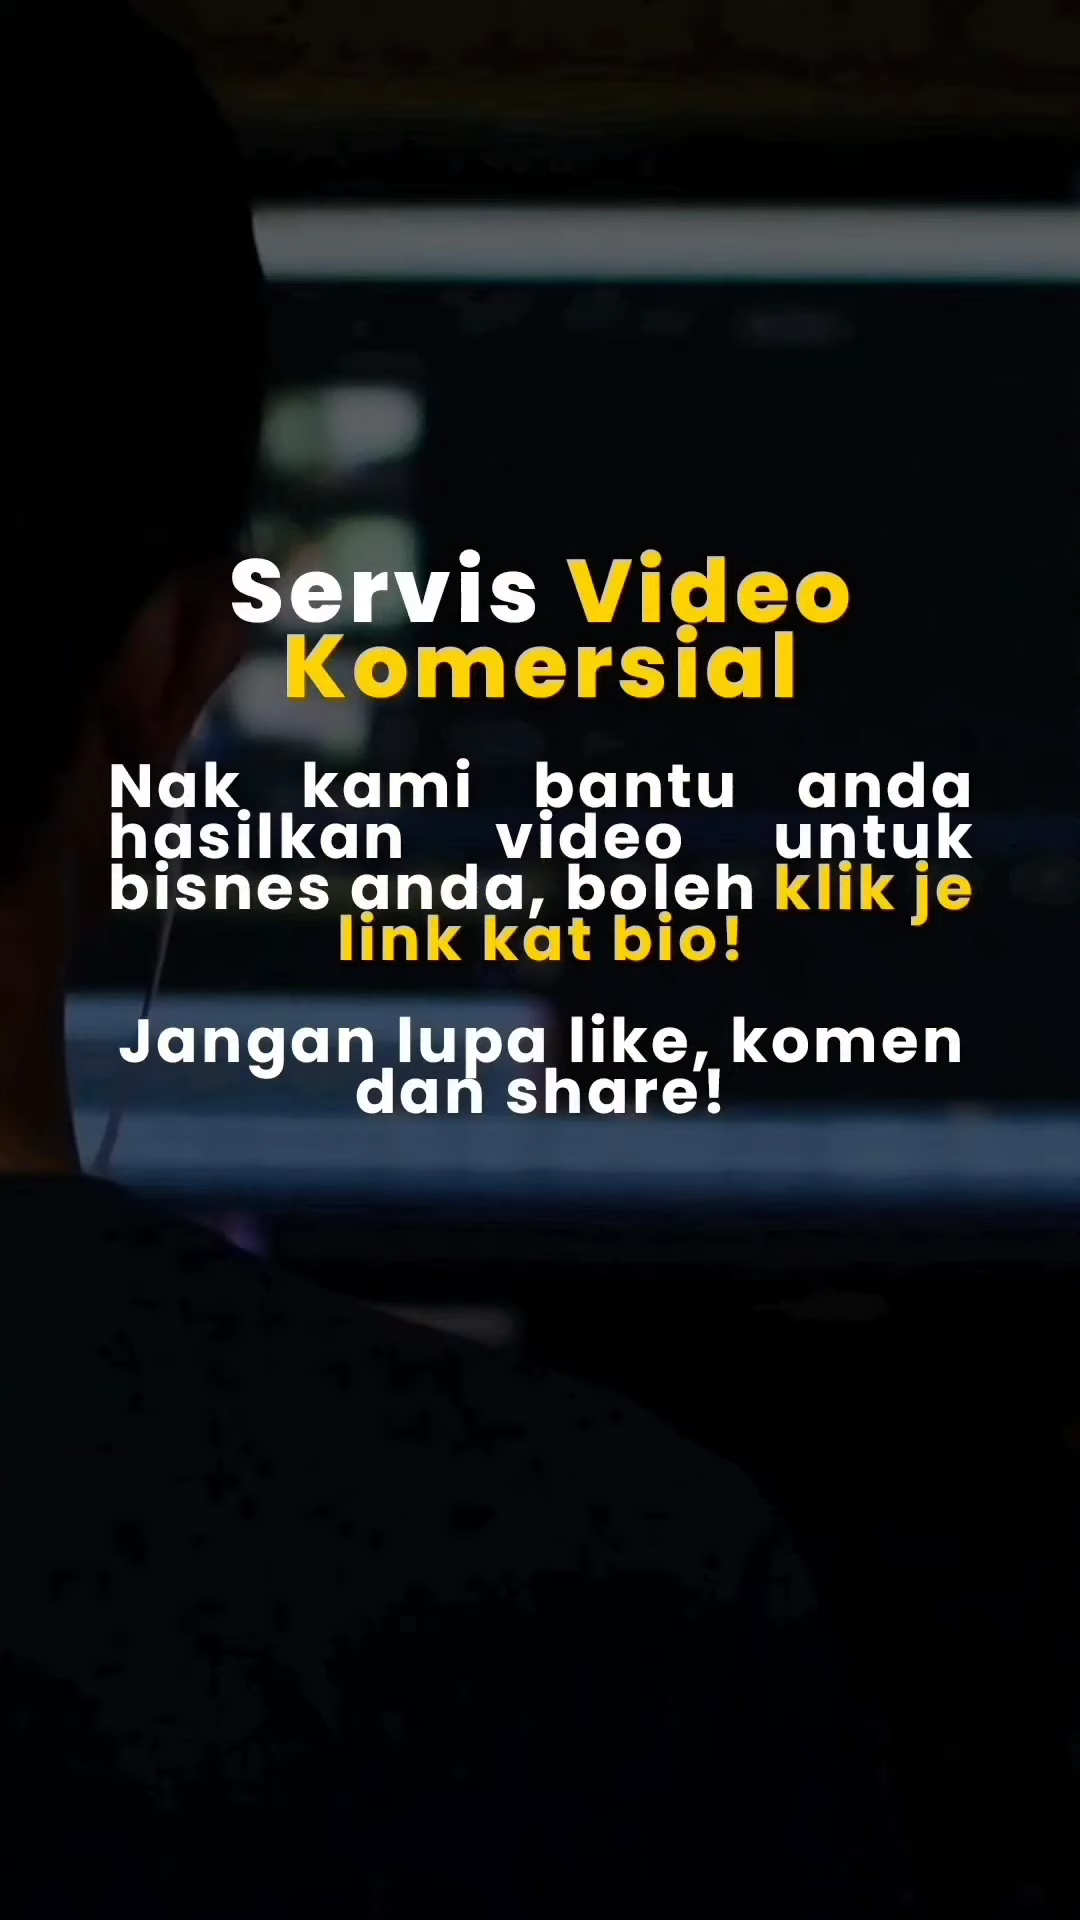 Servis Video
Komersial
Nak kami bantu anda
hasilkan video untuk
bisnes anda, boleh klik je
link kat bio!
Jangan lupa like, komen
dan share!